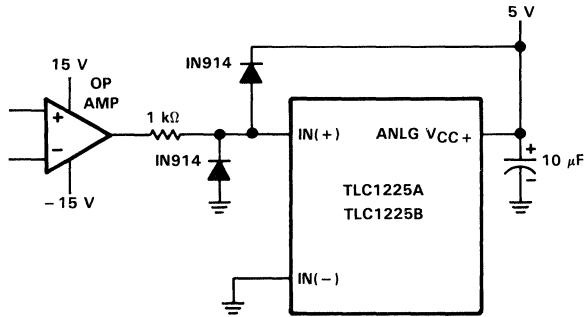 5 V
15 V
OP
AMP
IN914
+
−
1 kΩ
IN(+)
ANLG VCC+
+
−
10 µF
IN914
−15 V
TLC1225A
TLC1225B
IN(−)